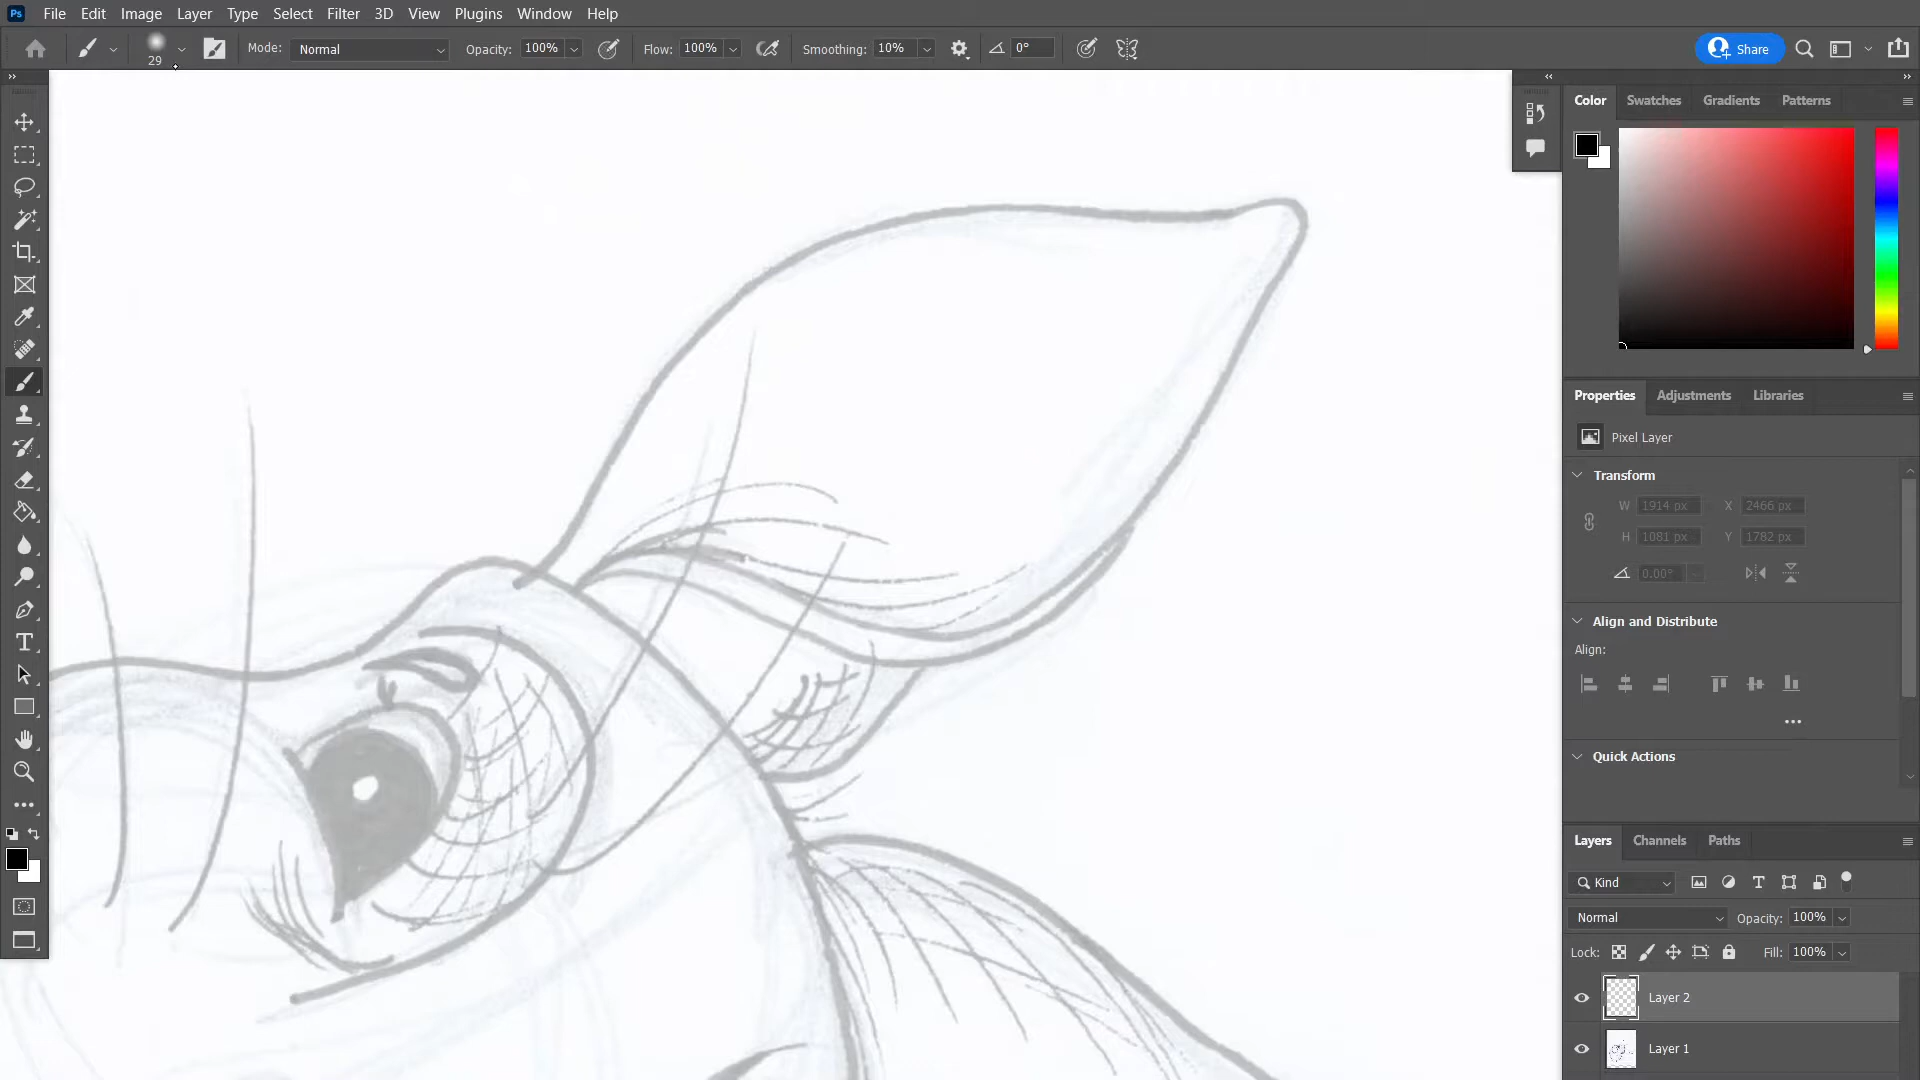 Ps File Edit Image Layer Type Select Filter 3D View Plugins Window Help
29 Mode: Normal Opacity: 100% Flow: 100% Smoothing: 10% 0° Share
Color Swatches Gradients Patterns
Properties Adjustments Libraries
Pixel Layer
Transform
W 1914 px X 2466 px
H 1081 px Y 1782 px
0.00°
Align and Distribute
Align:
Quick Actions
Layers Channels Paths
Kind
Normal Opacity: 100%
Lock: Fill: 100%
Layer 2
Layer 1